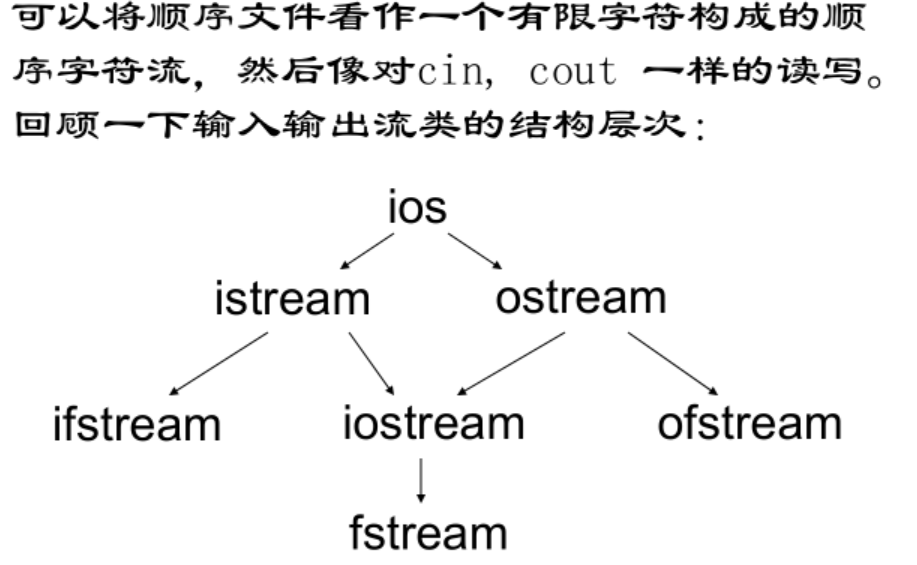 可以将顺序文件看作一个有限字符构成的顺
序字符流，然后像对cin, cout 一样的读写。
回顾一下输入输出流类的结构层次：
ios
istream ostream
ifstream iostream ofstream
fstream